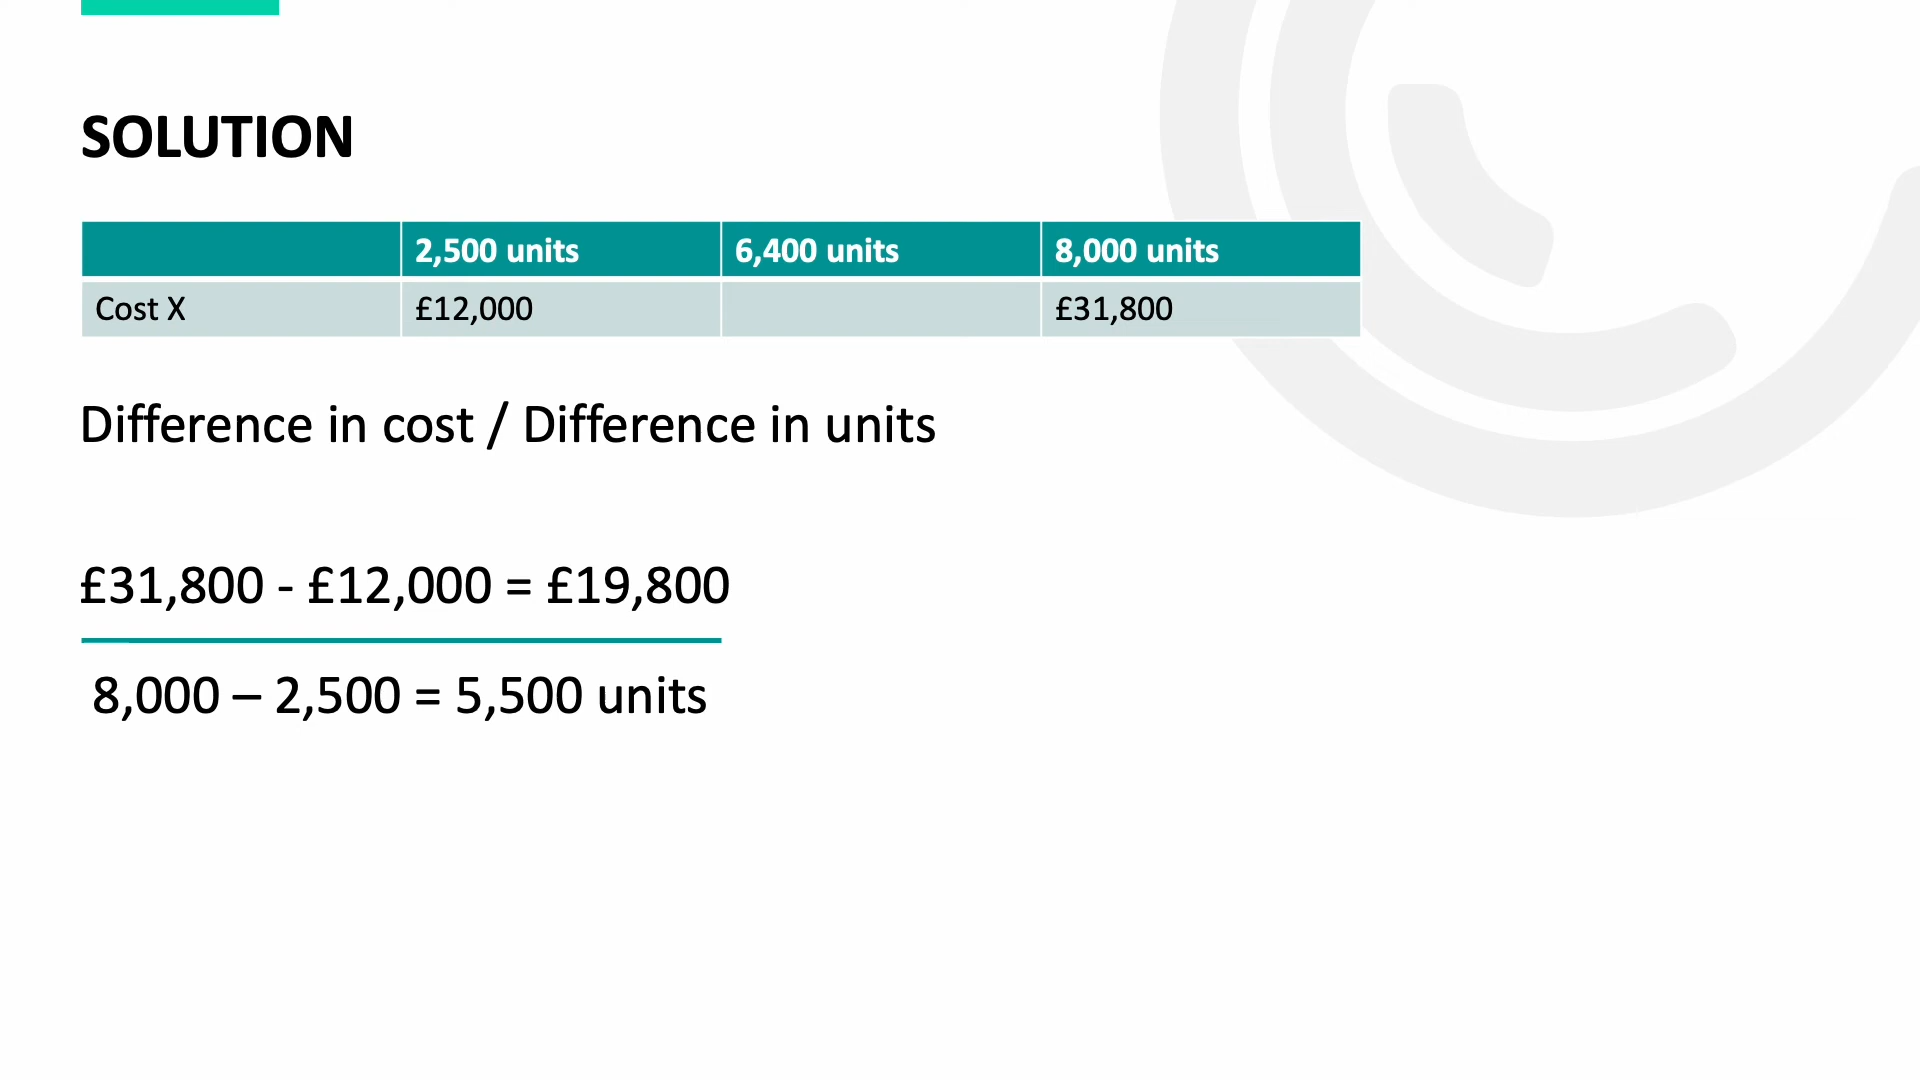 SOLUTION
2,500 units 6,400 units 8,000 units
Cost X £12,000 £31,800
Difference in cost / Difference in units
£31,800 - £12,000 = £19,800
8,000 – 2,500 = 5,500 units